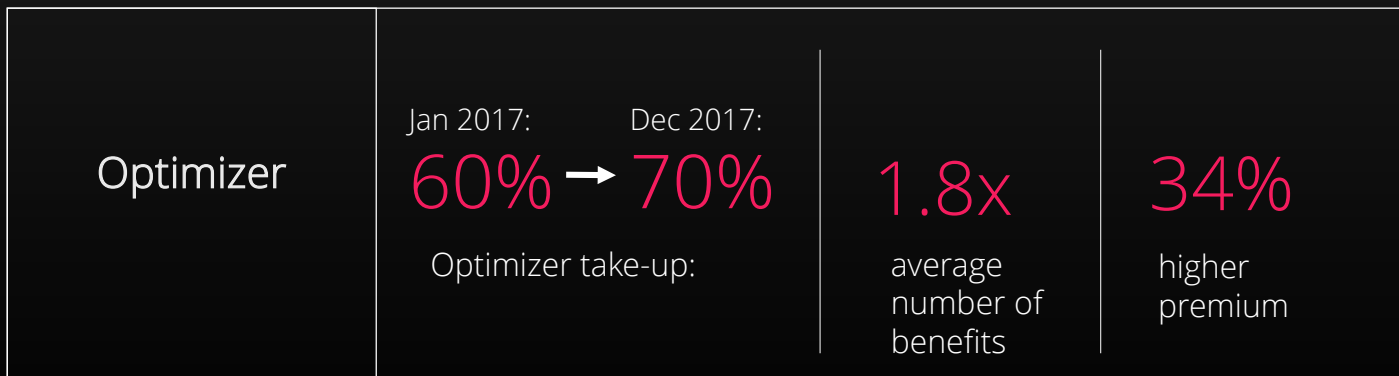 Optimizer
Jan 2017:
Dec 2017:
60%
70%
Optimizer take-up:
1.8x
average
number of
benefits
34%
higher
premium